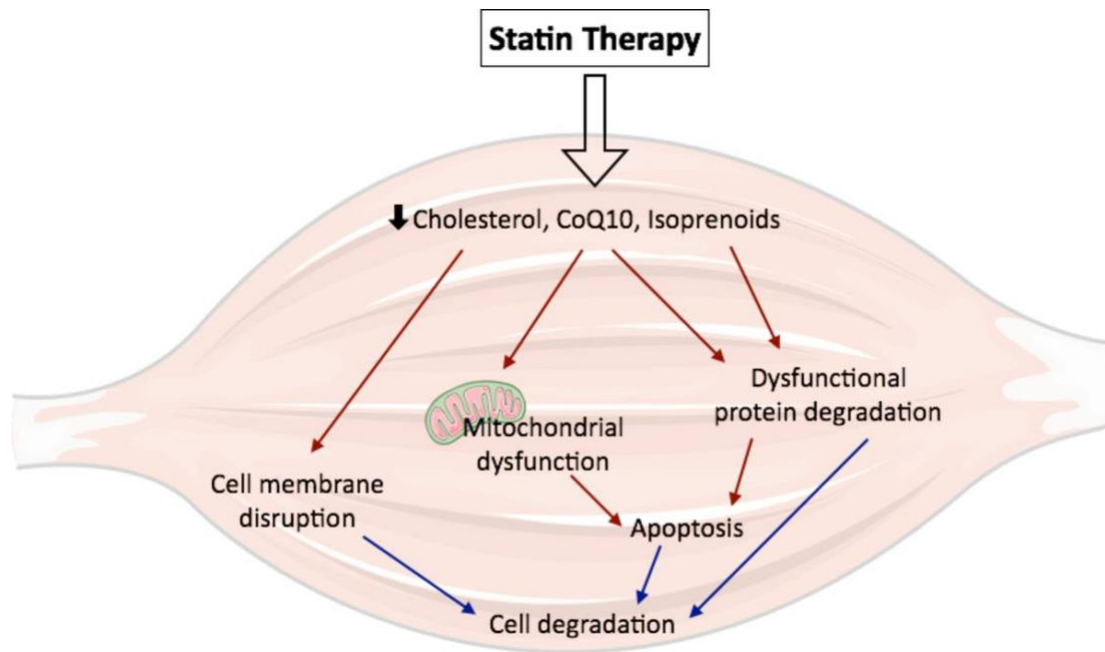 Statin Therapy
Cholesterol, CoQ10, Isoprenoids
Dysfunctional
protein degradation
Mitochondrial
dysfunction
Cell membrane
disruption
Apoptosis
Cell degradation